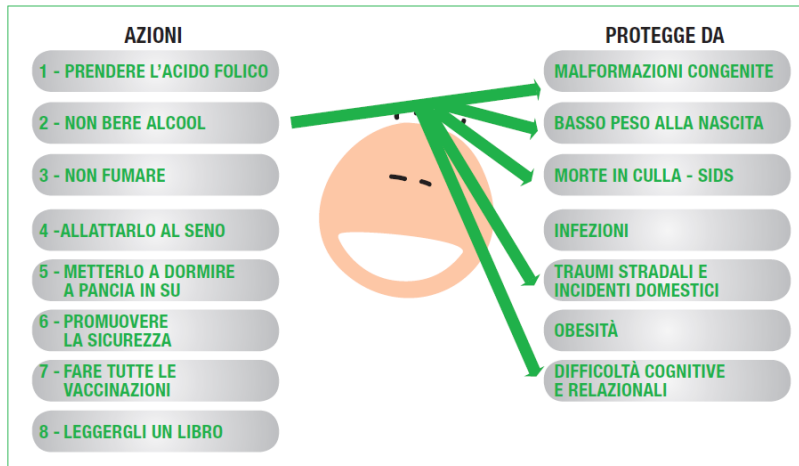 AZIONI
1 - PRENDERE L'ACIDO FOLICO
2 - NON BERE ALCOOL
3 - NON FUMARE
4 -ALLATTARLO AL SENO
5 - METTERLO A DORMIRE
A PANCIA IN SU
6 - PROMUOVERE
LA SICUREZZA
7 - FARE TUTTE LE
VACCINAZIONI
8 - LEGGERGLI UN LIBRO
PROTEGGE DA
MALFORMAZIONI CONGENITE
BASSO PESO ALLA NASCITA
MORTE IN CULLA - SIDS
INFEZIONI
TRAUMI STRADALI E
INCIDENTI DOMESTICI
OBESITÀ
DIFFICOLTÀ COGNITIVE
E RELAZIONALI